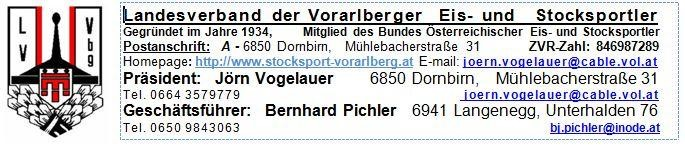 LV Vbg
Landesverband der Vorarlberger Eis- und Stocksportler
Gegründet im Jahre 1934, Mitglied des Bundes Österreichischer Eis- und Stocksportler
Postanschrift: A - 6850 Dornbirn, Mühlebacherstraße 31 ZVR-Zahl: 846987289
Homepage: http://www.stocksport-vorarlberg.at E-mail: joern.vogelauer@cable.vol.at
Präsident: Jörn Vogelauer 6850 Dornbirn, Mühlebacherstraße 31
Tel. 0664 3579779 joern.vogelauer@cable.vol.at
Geschäftsführer: Bernhard Pichler 6941 Langenegg, Unterhalden 76
Tel. 0650 9843063 bj.pichler@inode.at